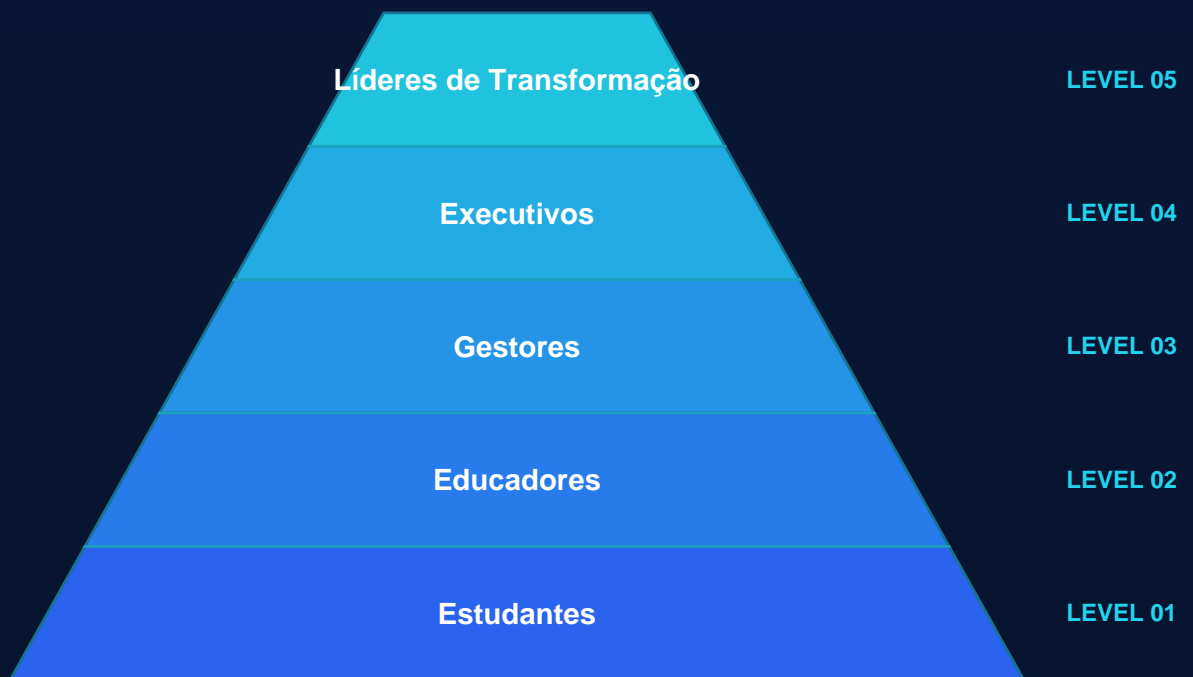 Líderes de Transformação LEVEL 05
Executivos LEVEL 04
Gestores LEVEL 03
Educadores LEVEL 02
Estudantes LEVEL 01